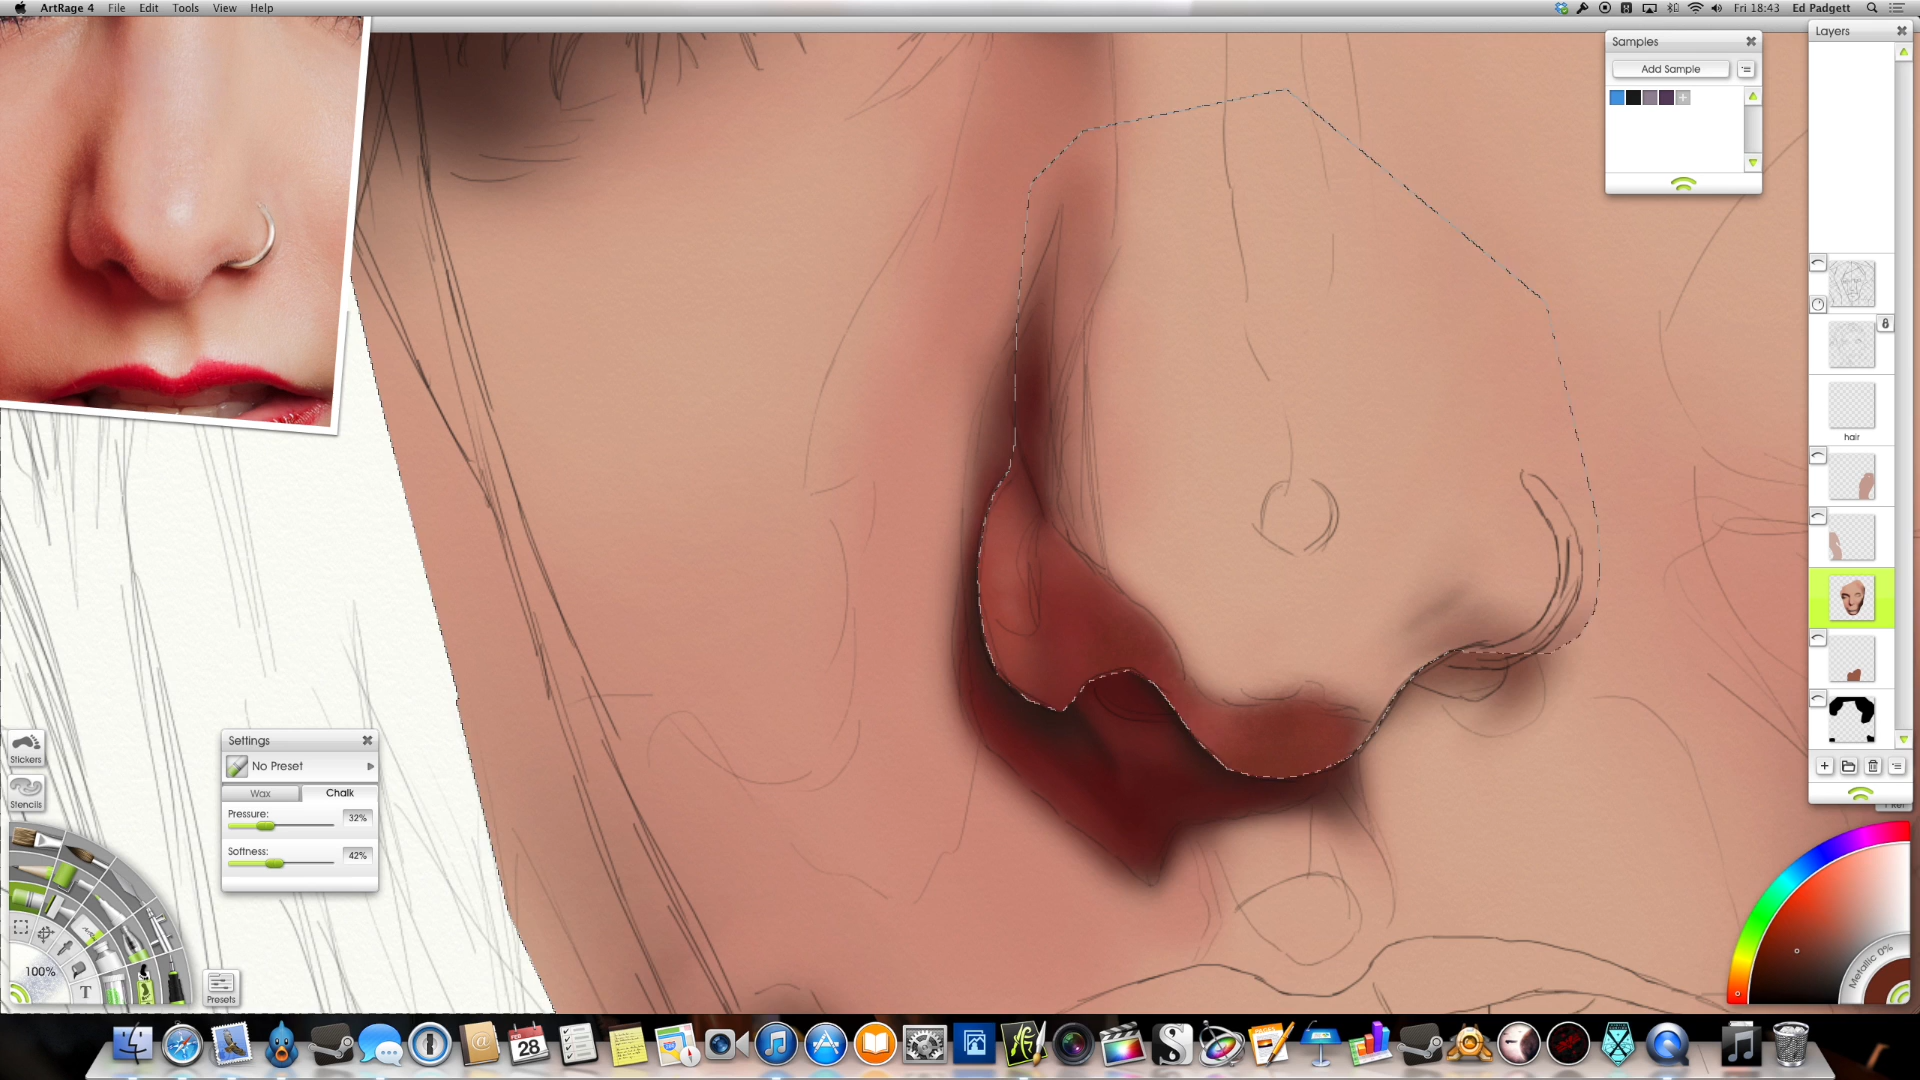 ArtRage 4 File Edit Tools View Help
Fri 18:43 Ed Padgett
Samples
Add Sample
Layers
hair
Stickers
Stencils
Settings
No Preset
Wax Chalk
Pressure: 32%
Softness: 42%
100%
T
Presets
Metallic 0%
28